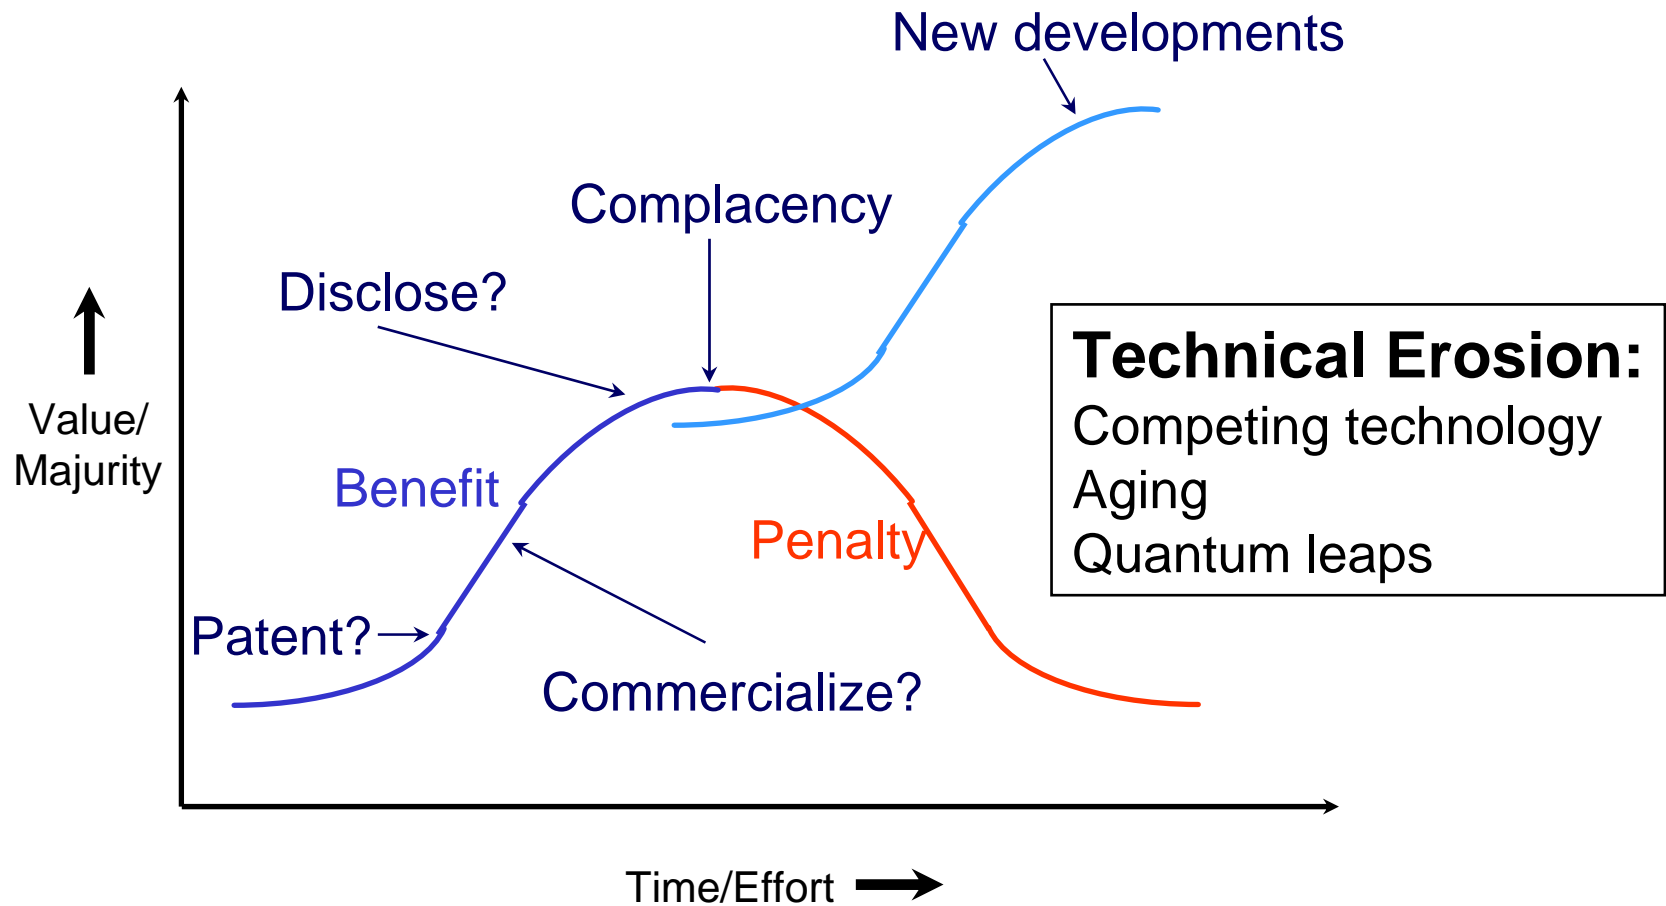 New developments
Complacency
Disclose?
Technical Erosion:
Competing technology
Aging
Quantum leaps
Value/
Majurity
Benefit
Penalty
Patent?
Commercialize?
Time/Effort